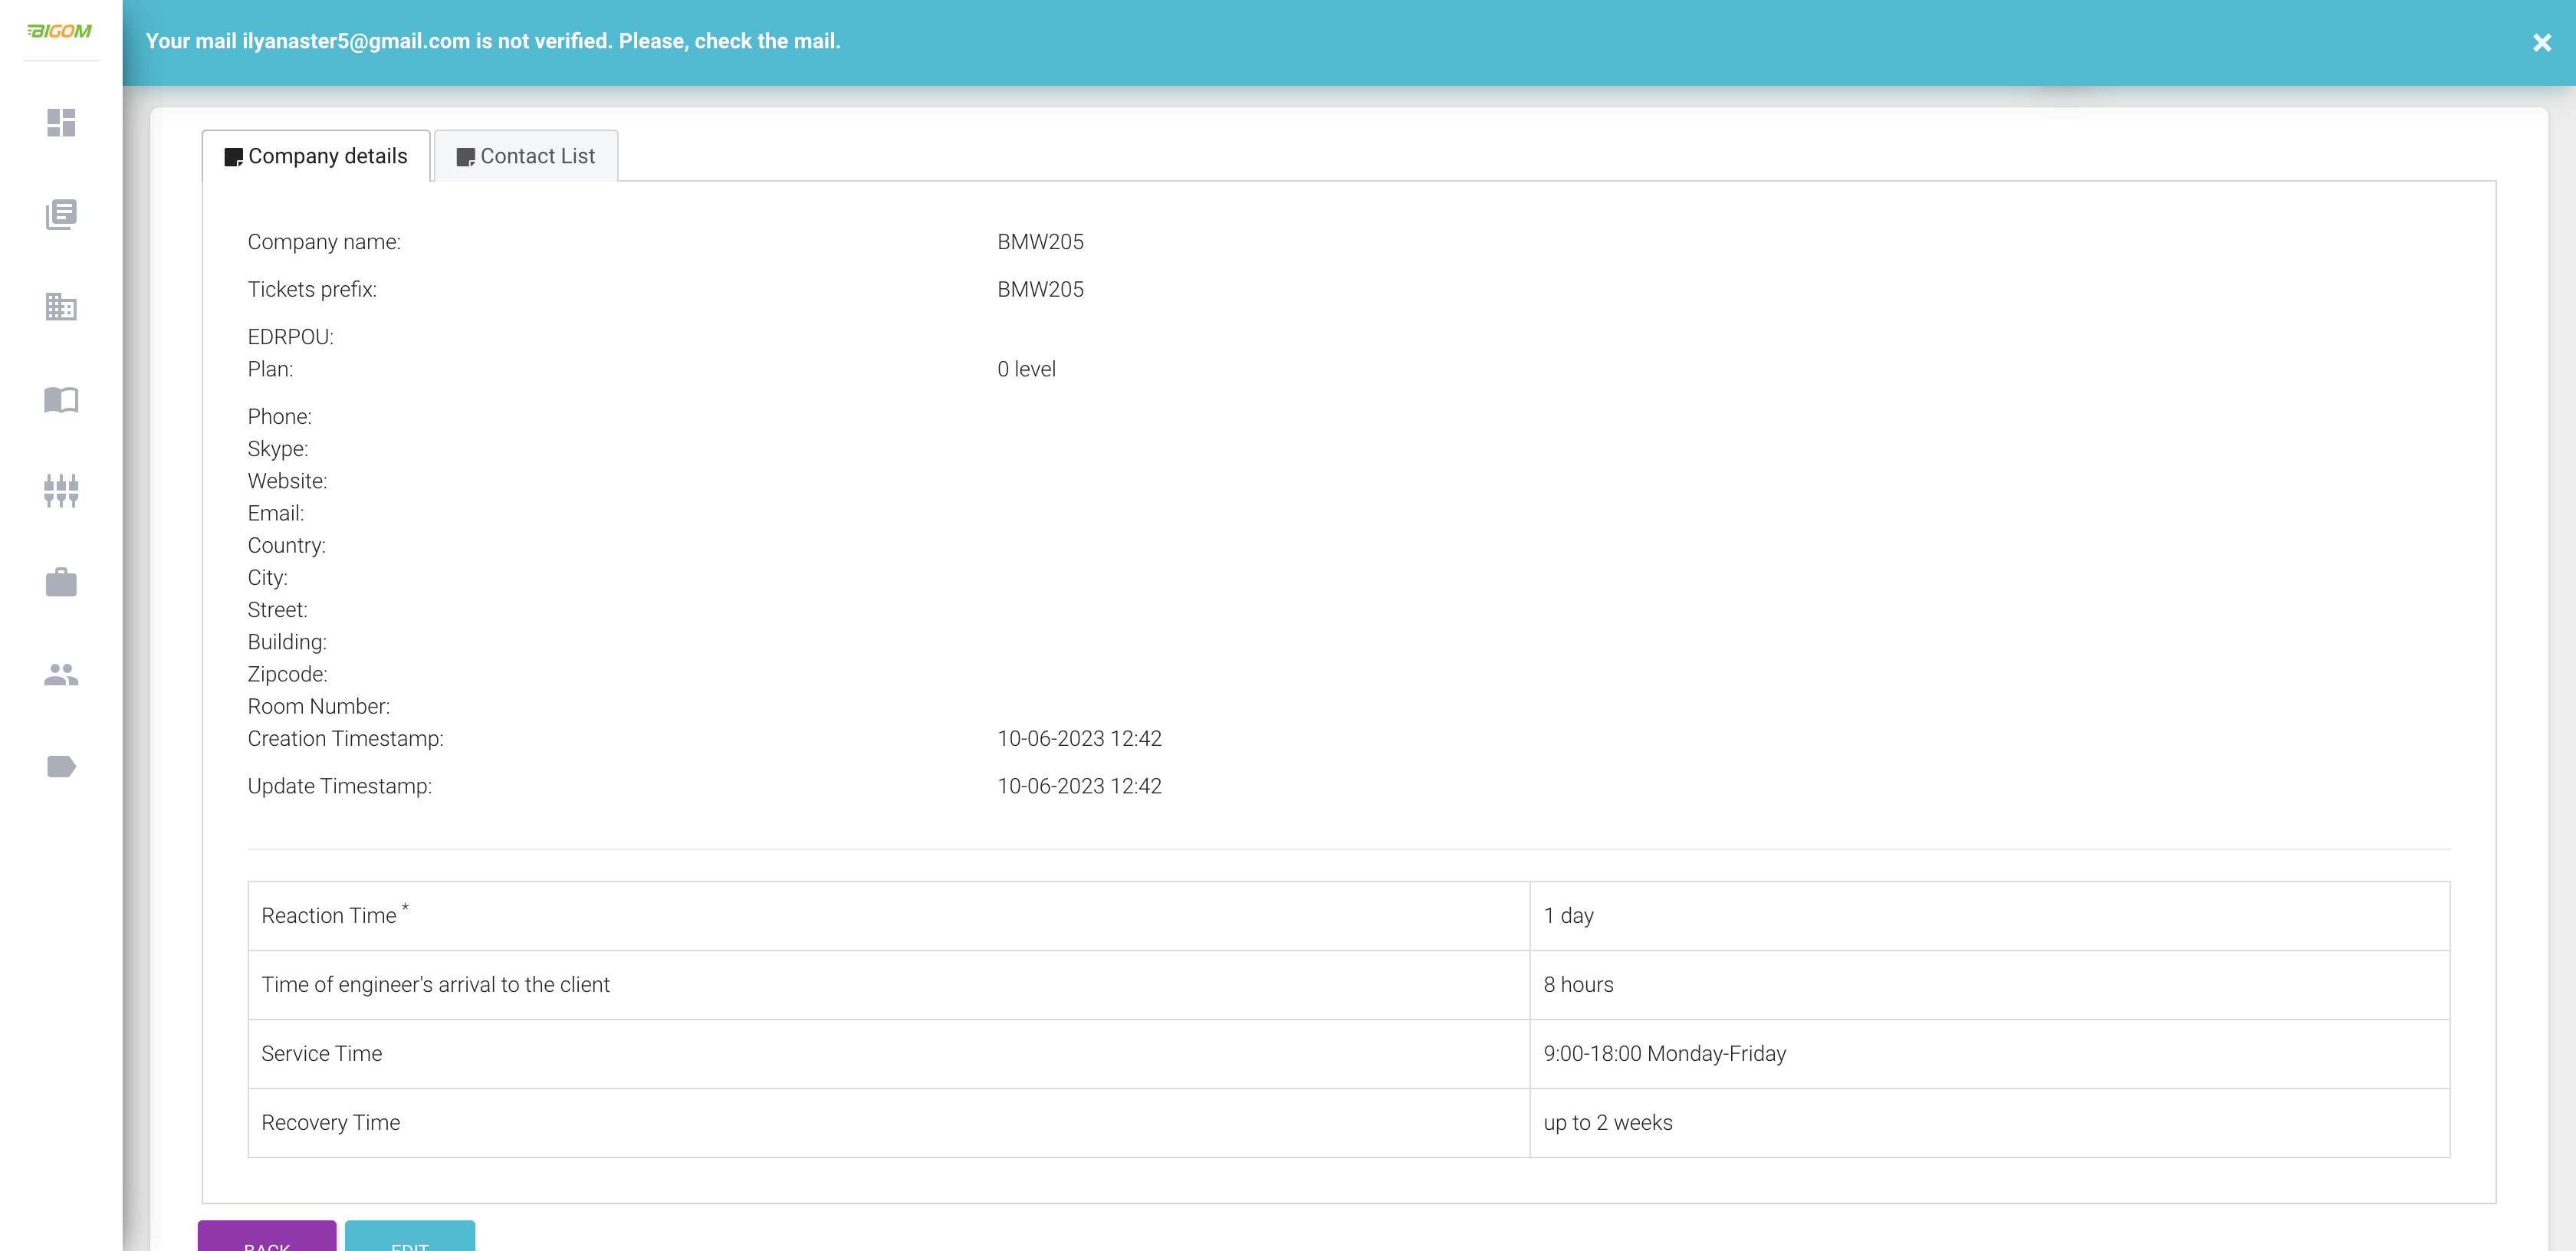 BIGOM
Your mail ilyanaster5@gmail.com is not verified. Please, check the mail.
Company details
Contact List
Company name: BMW205
Tickets prefix: BMW205
EDRPOU:
Plan: 0 level
Phone:
Skype:
Website:
Email:
Country:
City:
Street:
Building:
Zipcode:
Room Number:
Creation Timestamp: 10-06-2023 12:42
Update Timestamp: 10-06-2023 12:42
Reaction Time * 1 day
Time of engineer's arrival to the client 8 hours
Service Time 9:00-18:00 Monday-Friday
Recovery Time up to 2 weeks
BACK EDIT